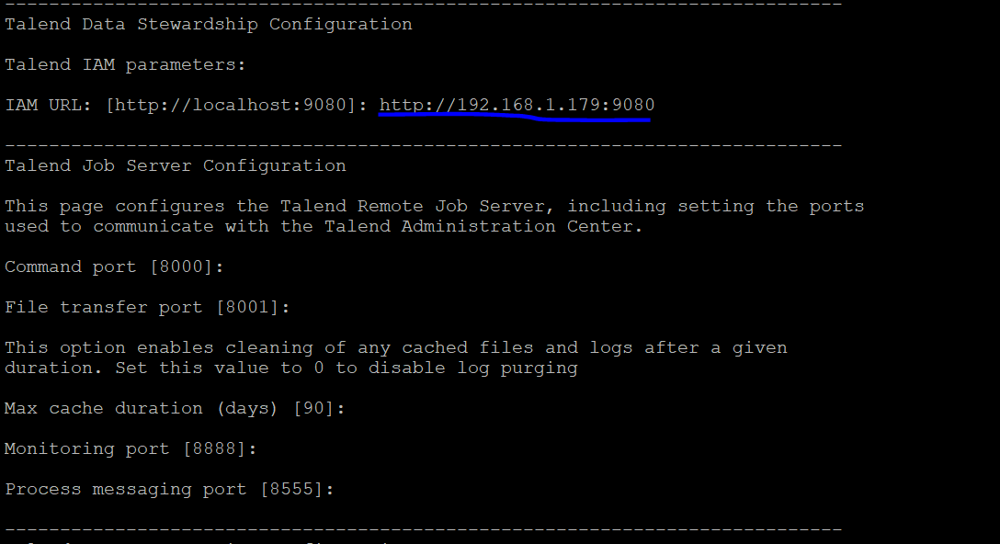 Talend Data Stewardship Configuration
Talend IAM parameters:
IAM URL: [http://localhost:9080]: http://192.168.1.179:9080
--------------------------------------------------------------------------------
Talend Job Server Configuration
This page configures the Talend Remote Job Server, including setting the ports
used to communicate with the Talend Administration Center.
Command port [8000]:
File transfer port [8001]:
This option enables cleaning of any cached files and logs after a given
duration. Set this value to 0 to disable log purging
Max cache duration (days) [90]:
Monitoring port [8888]:
Process messaging port [8555]: